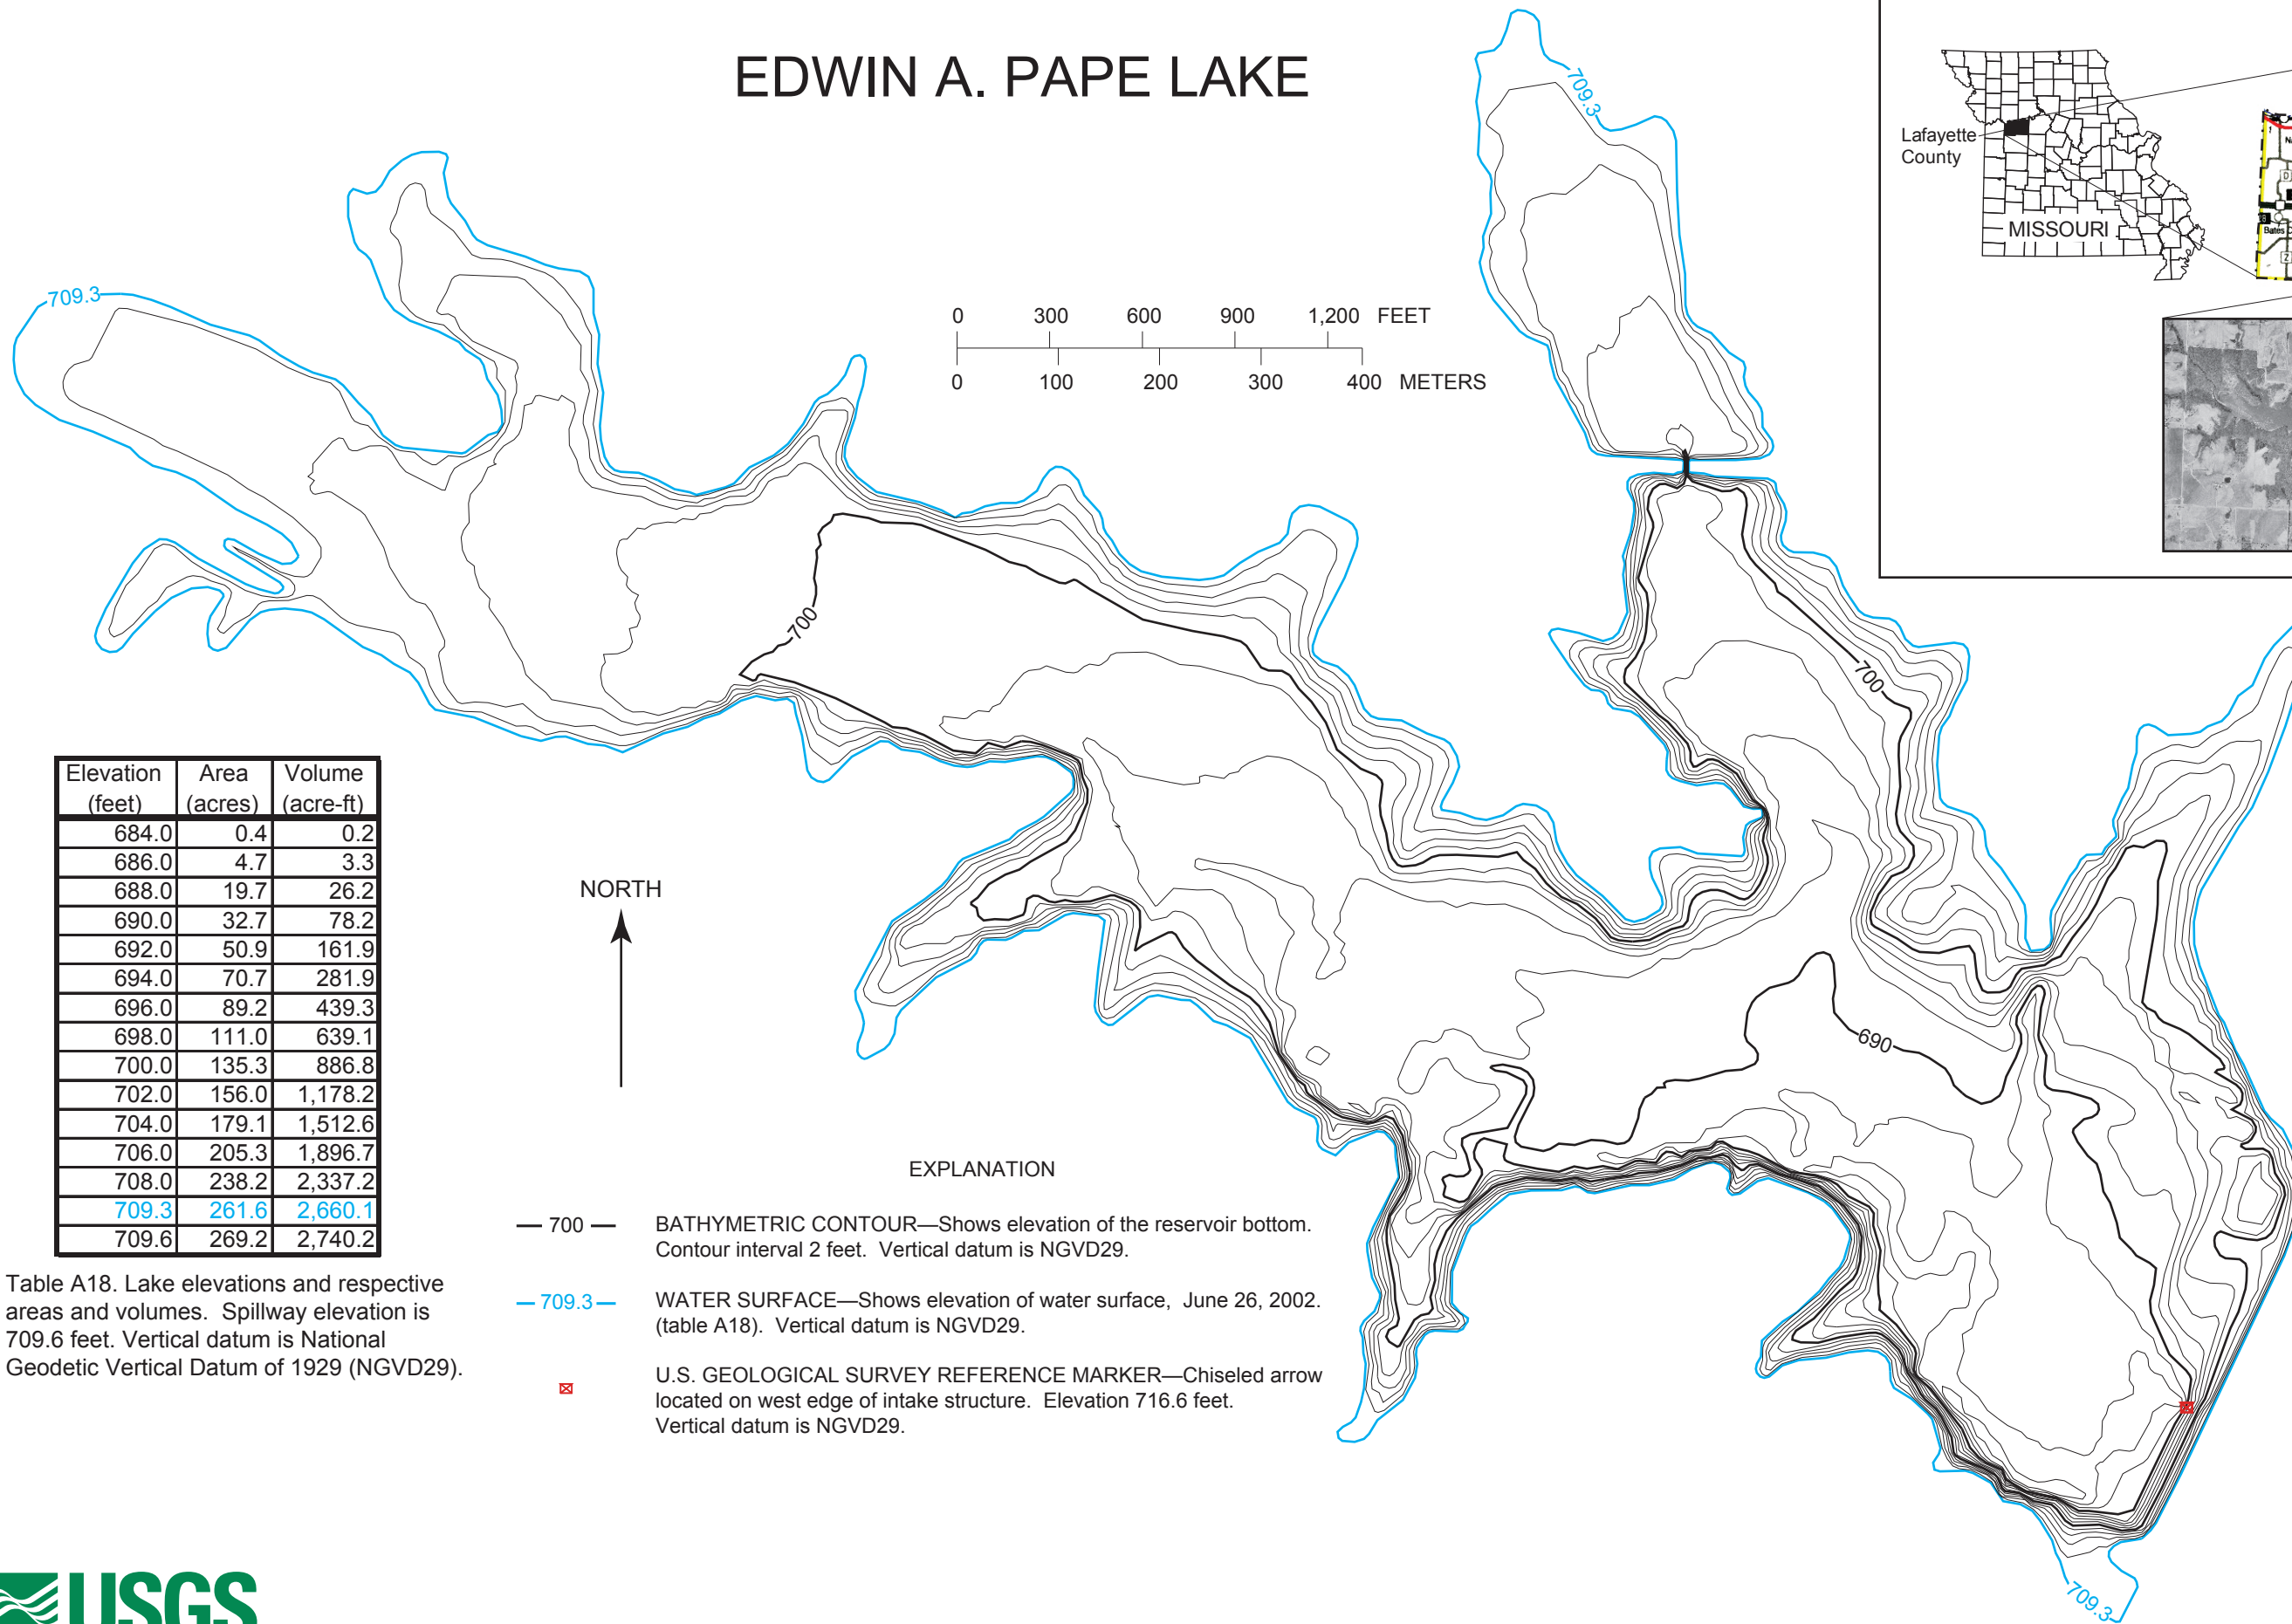 EDWIN A. PAPE LAKE
709.3
709.3
Lafayette
County
MISSOURI
D
Z
Bates
0 300 600 900 1,200 FEET
0 100 200 300 400 METERS
700
700
690
709.3
Elevation Area Volume
(feet) (acres) (acre-ft)
684.0 0.4 0.2
686.0 4.7 3.3
688.0 19.7 26.2
690.0 32.7 78.2
692.0 50.9 161.9
694.0 70.7 281.9
696.0 89.2 439.3
698.0 111.0 639.1
700.0 135.3 886.8
702.0 156.0 1,178.2
704.0 179.1 1,512.6
706.0 205.3 1,896.7
708.0 238.2 2,337.2
709.3 261.6 2,660.1
709.6 269.2 2,740.2
Table A18. Lake elevations and respective
areas and volumes. Spillway elevation is
709.6 feet. Vertical datum is National
Geodetic Vertical Datum of 1929 (NGVD29).
NORTH
EXPLANATION
700 BATHYMETRIC CONTOUR—Shows elevation of the reservoir bottom.
Contour interval 2 feet. Vertical datum is NGVD29.
709.3 WATER SURFACE—Shows elevation of water surface, June 26, 2002.
(table A18). Vertical datum is NGVD29.
U.S. GEOLOGICAL SURVEY REFERENCE MARKER—Chiseled arrow
located on west edge of intake structure. Elevation 716.6 feet.
Vertical datum is NGVD29.
USGS